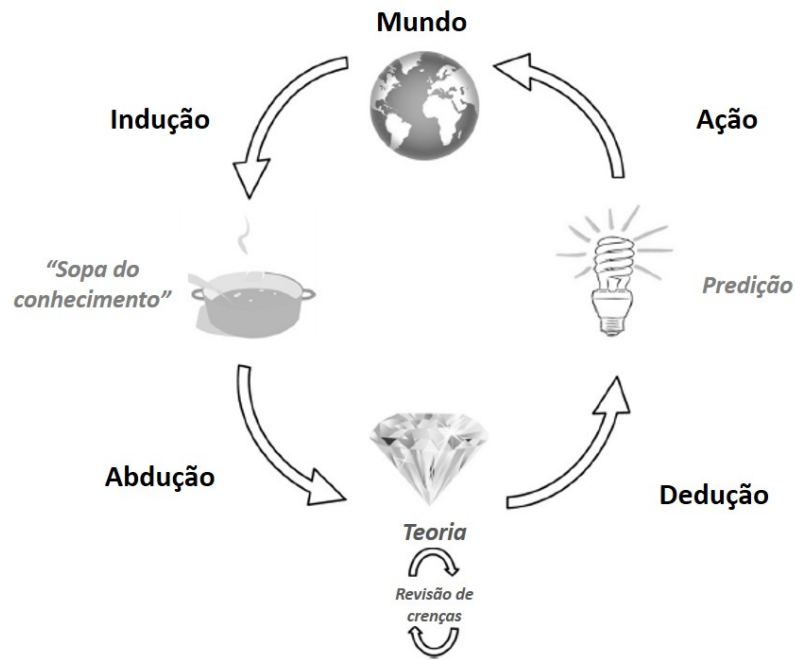 Mundo
Indução
Ação
“Sopa do
conhecimento”
Predição
Abdução
Dedução
Teoria
Revisão de
crenças